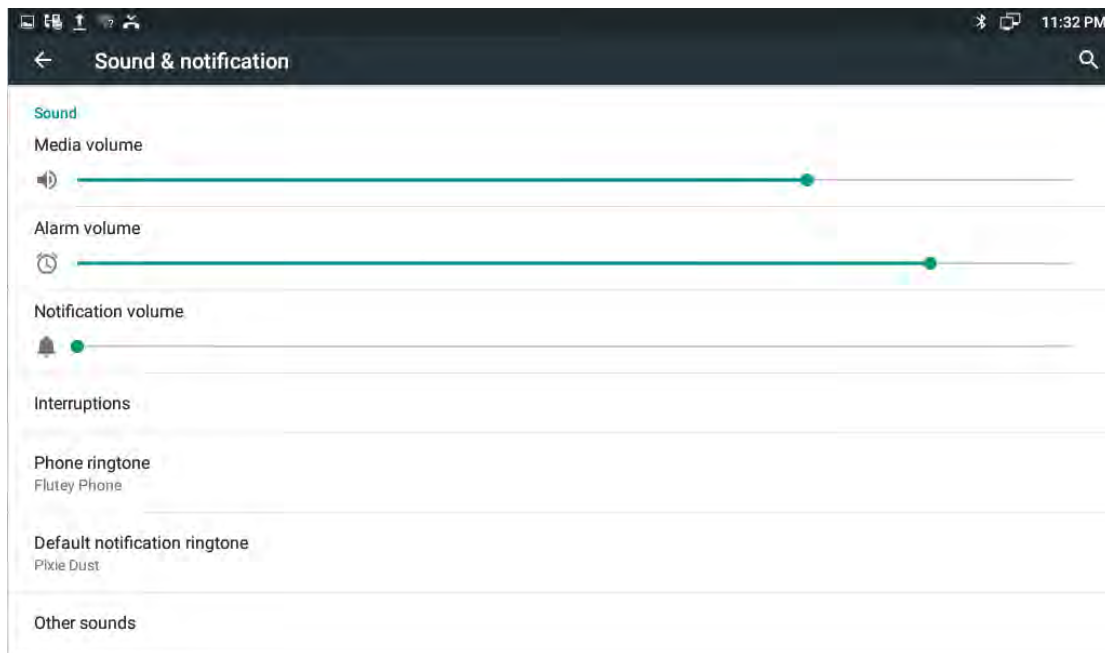 11:32 PM
Sound & notification
Sound
Media volume
Alarm volume
Notification volume
Interruptions
Phone ringtone
Flutey Phone
Default notification ringtone
Pixie Dust
Other sounds